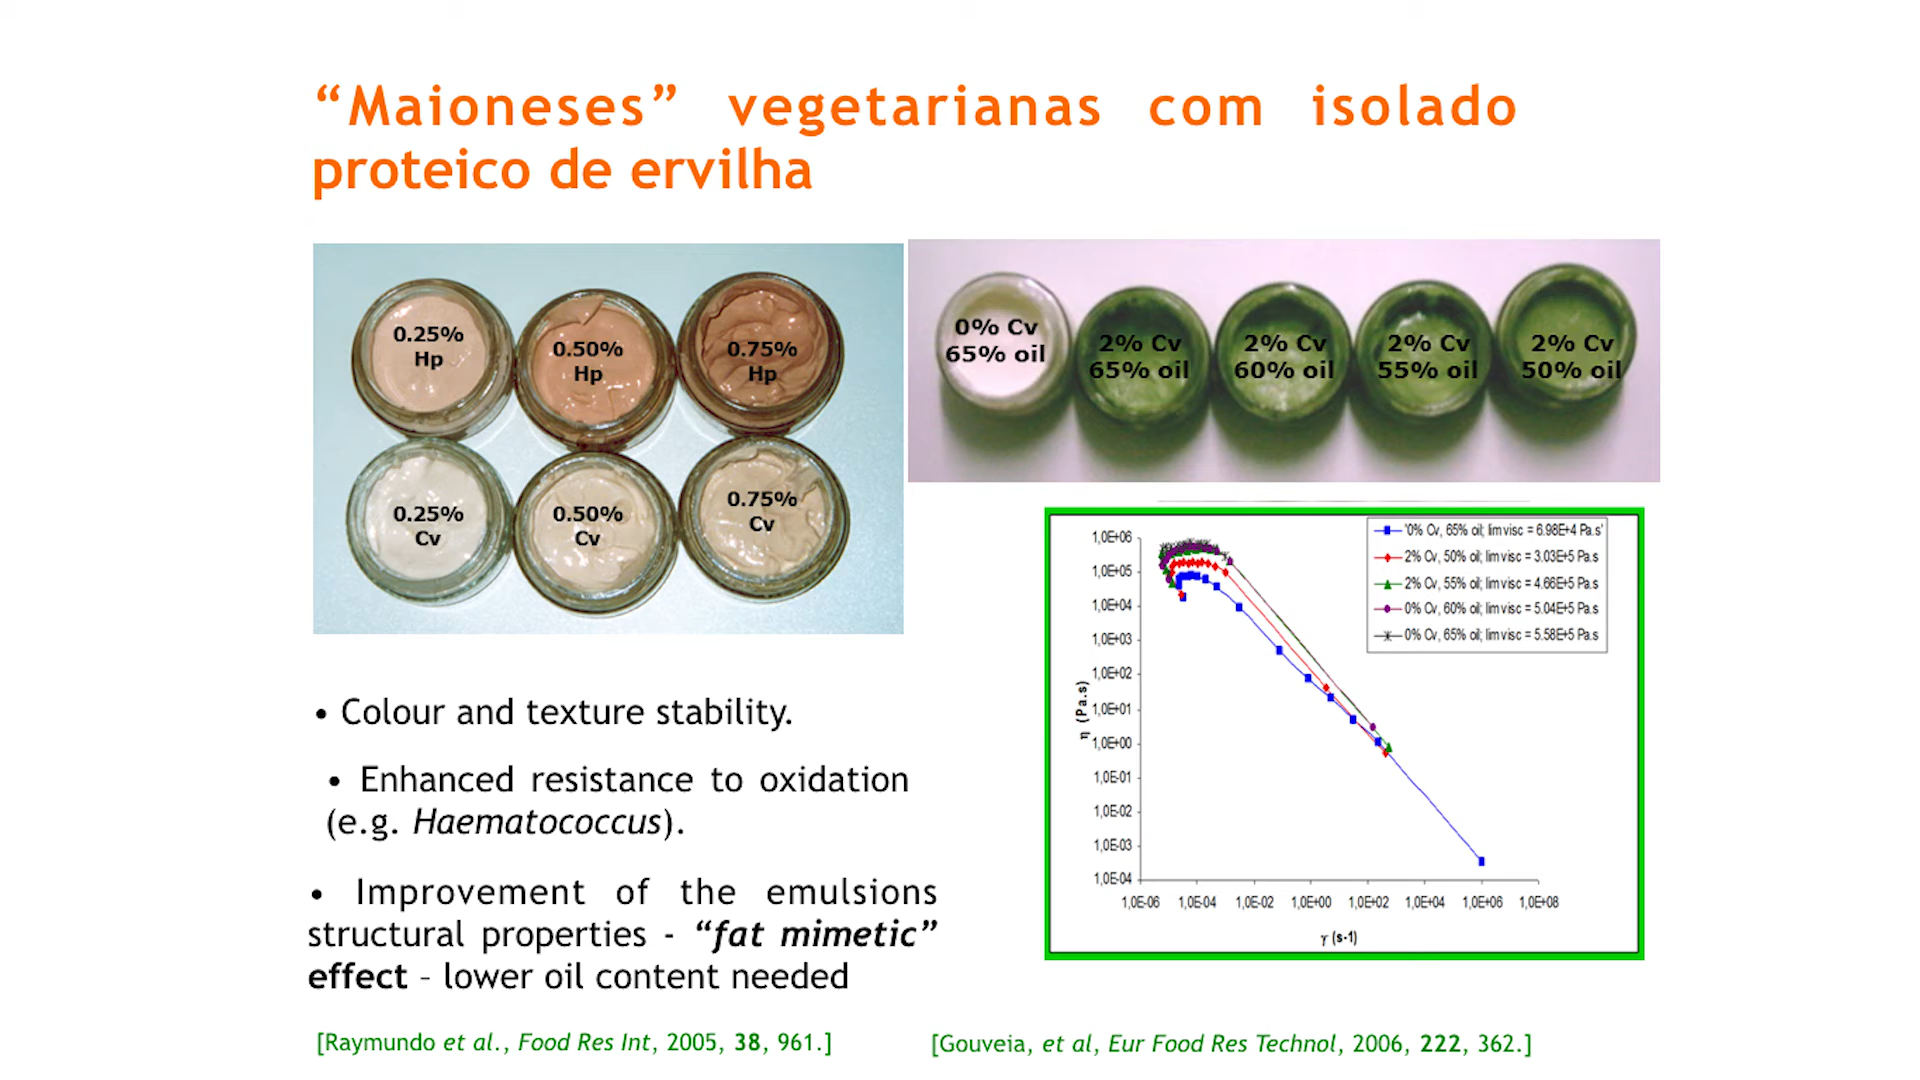 “Maioneses” vegetarianas com isolado
proteico de ervilha
0.25%
Hp
0.50%
Hp
0.75%
Hp
0.25%
Cv
0.50%
Cv
0.75%
Cv
0% Cv
65% oil
2% Cv
65% oil
2% Cv
60% oil
2% Cv
55% oil
2% Cv
50% oil
• Colour and texture stability.
• Enhanced resistance to oxidation
(e.g. Haematococcus).
• Improvement of the emulsions
structural properties - “fat mimetic”
effect – lower oil content needed
'0% Cv, 65% oil; lim visc = 6.98E+4 Pa.s'
2% Cv, 50% oil; lim visc = 3.03E+5 Pa.s
2% Cv, 55% oil; lim visc = 4.66E+5 Pa.s
0% Cv, 60% oil; lim visc = 5.04E+5 Pa.s
0% Cv, 65% oil; lim visc = 5.58E+5 Pa.s
η (Pa.s)
1,0E+06
1,0E+05
1,0E+04
1,0E+03
1,0E+02
1,0E+01
1,0E+00
1,0E-01
1,0E-02
1,0E-03
1,0E-04
1,0E-06 1,0E-04 1,0E-02 1,0E+00 1,0E+02 1,0E+04 1,0E+06 1,0E+08
γ (s-1)
[Raymundo et al., Food Res Int, 2005, 38, 961.]
[Gouveia, et al, Eur Food Res Technol, 2006, 222, 362.]